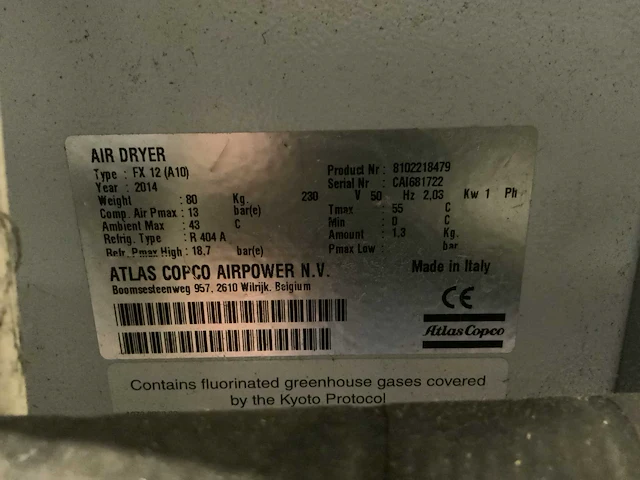 AIR DRYER
Type : FX 12 (A10) Product Nr : 8102218479
Year : 2014 Serial Nr : CAI681722
Weight : 80 Kg. 230 V 50 Hz 2,03 Kw 1 Ph
Comp. Air Pmax : 13 bar(e) Tmax : 55 C
Ambient Max : 43 C Min : 0 C
Refrig. Type : R 404 A Amount : 1.3 Kg.
Refr. Pmax High : 18,7 bar(e) Pmax Low : bar
ATLAS COPCO AIRPOWER N.V. Made in Italy
Boomsesteenweg 957, 2610 Wilrijk, Belgium
CE
Atlas Copco
Contains fluorinated greenhouse gases covered
by the Kyoto Protocol